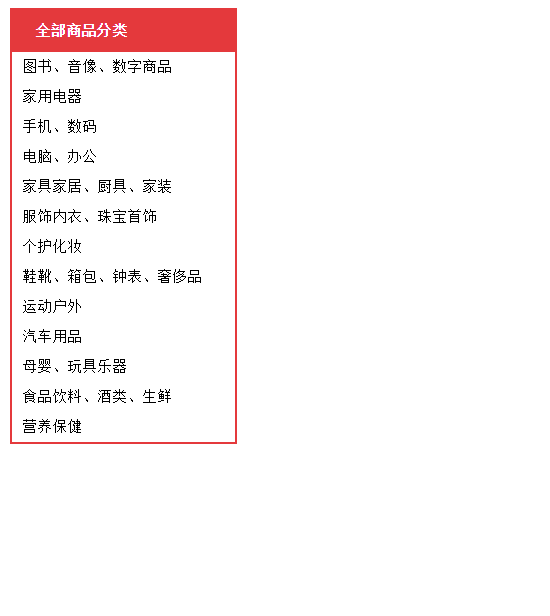 全部商品分类
图书、音像、数字商品
家用电器
手机、数码
电脑、办公
家具家居、厨具、家装
服饰内衣、珠宝首饰
个护化妆
鞋靴、箱包、钟表、奢侈品
运动户外
汽车用品
母婴、玩具乐器
食品饮料、酒类、生鲜
营养保健